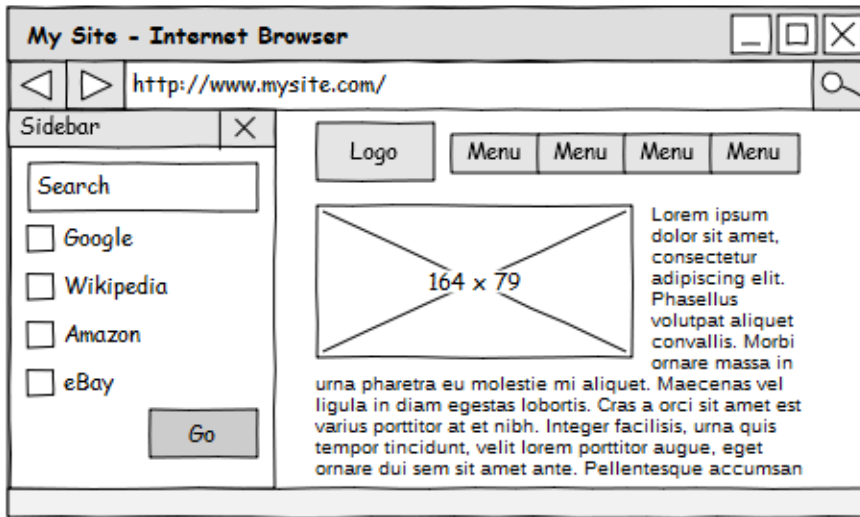 My Site - Internet Browser
http://www.mysite.com/
Sidebar
Search
Google
Wikipedia
Amazon
eBay
Go
Logo
Menu Menu Menu Menu
164 x 79
Lorem ipsum
dolor sit amet,
consectetur
adipiscing elit.
Phasellus
volutpat aliquet
convallis. Morbi
ornare massa in
urna pharetra eu molestie mi aliquet. Maecenas vel
ligula in diam egestas lobortis. Cras a orci sit amet est
varius porttitor at et nibh. Integer facilisis, urna quis
tempor tincidunt, velit lorem porttitor augue, eget
ornare dui sem sit amet ante. Pellentesque accumsan